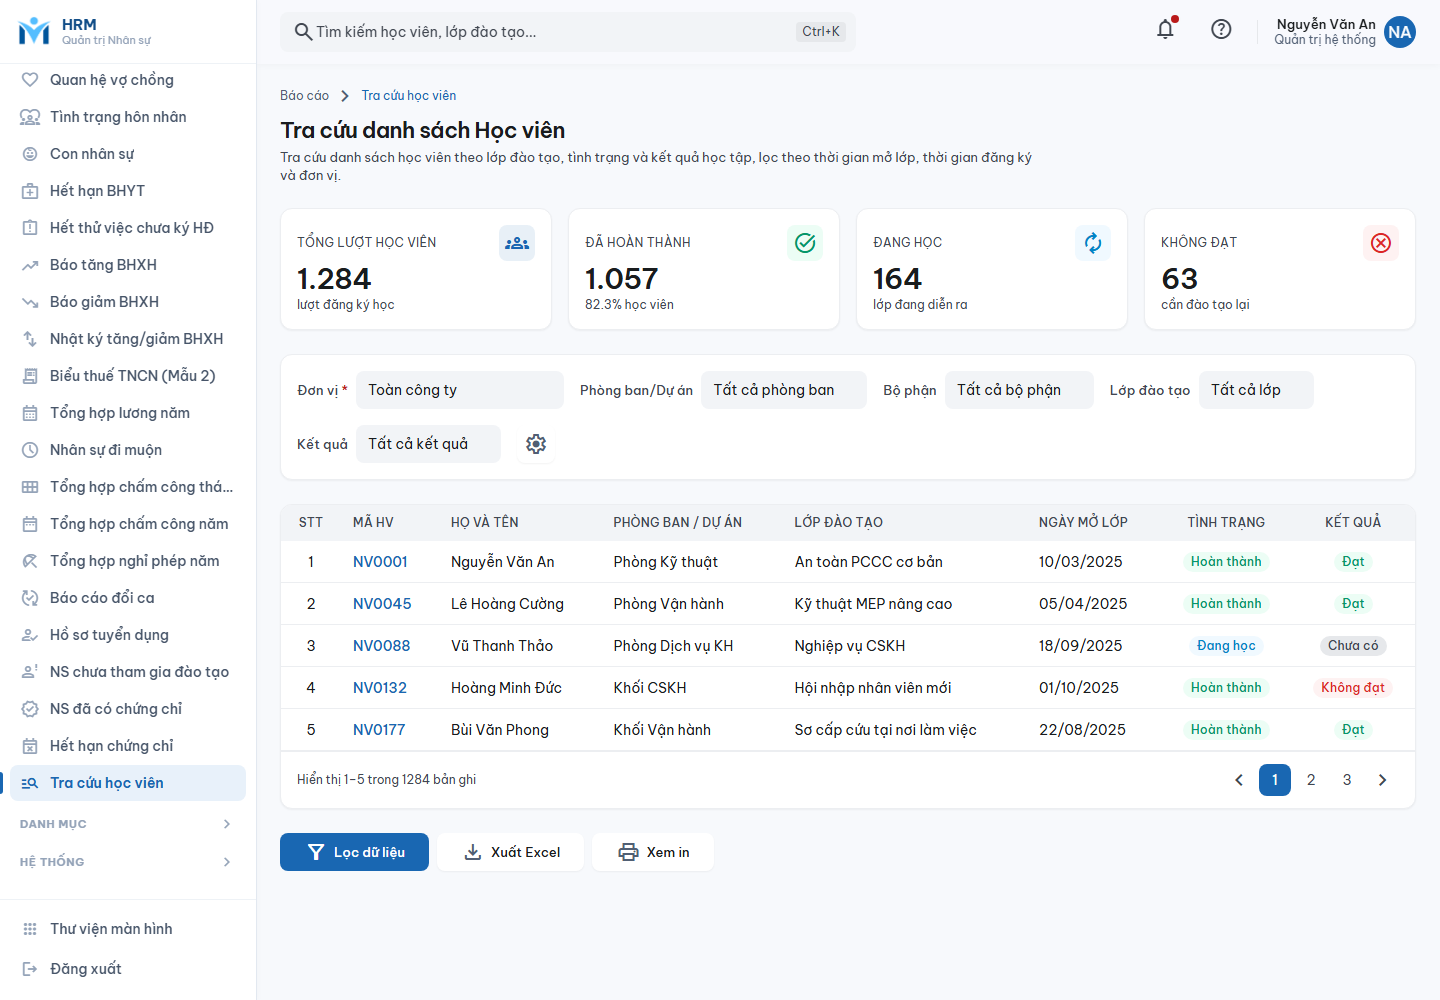 HRM
Quản trị Nhân sự
Quan hệ vợ chồng
Tình trạng hôn nhân
Con nhân sự
Hết hạn BHYT
Hết thử việc chưa ký HĐ
Báo tăng BHXH
Báo giảm BHXH
Nhật ký tăng/giảm BHXH
Biểu thuế TNCN (Mẫu 2)
Tổng hợp lương năm
Nhân sự đi muộn
Tổng hợp chấm công thá...
Tổng hợp chấm công năm
Tổng hợp nghỉ phép năm
Báo cáo đổi ca
Hồ sơ tuyển dụng
NS chưa tham gia đào tạo
NS đã có chứng chỉ
Hết hạn chứng chỉ
Tra cứu học viên
DANH MỤC
HỆ THỐNG
Thư viện màn hình
Đăng xuất
Tìm kiếm học viên, lớp đào tạo...
Ctrl+K
Nguyễn Văn An
Quản trị hệ thống
NA
Báo cáo
Tra cứu học viên
Tra cứu danh sách Học viên
Tra cứu danh sách học viên theo lớp đào tạo, tình trạng và kết quả học tập, lọc theo thời gian mở lớp, thời gian đăng ký
và đơn vị.
TỔNG LƯỢT HỌC VIÊN
1.284
lượt đăng ký học
ĐÃ HOÀN THÀNH
1.057
82.3% học viên
ĐANG HỌC
164
lớp đang diễn ra
KHÔNG ĐẠT
63
cần đào tạo lại
Đơn vị *
Toàn công ty
Phòng ban/Dự án
Tất cả phòng ban
Bộ phận
Tất cả bộ phận
Lớp đào tạo
Tất cả lớp
Kết quả
Tất cả kết quả
STT MÃ HV HỌ VÀ TÊN PHÒNG BAN / DỰ ÁN LỚP ĐÀO TẠO NGÀY MỞ LỚP TÌNH TRẠNG KẾT QUẢ
1 NV0001 Nguyễn Văn An Phòng Kỹ thuật An toàn PCCC cơ bản 10/03/2025 Hoàn thành Đạt
2 NV0045 Lê Hoàng Cường Phòng Vận hành Kỹ thuật MEP nâng cao 05/04/2025 Hoàn thành Đạt
3 NV0088 Vũ Thanh Thảo Phòng Dịch vụ KH Nghiệp vụ CSKH 18/09/2025 Đang học Chưa có
4 NV0132 Hoàng Minh Đức Khối CSKH Hội nhập nhân viên mới 01/10/2025 Hoàn thành Không đạt
5 NV0177 Bùi Văn Phong Khối Vận hành Sơ cấp cứu tại nơi làm việc 22/08/2025 Hoàn thành Đạt
Hiển thị 1-5 trong 1284 bản ghi
1 2 3
Lọc dữ liệu
Xuất Excel
Xem in